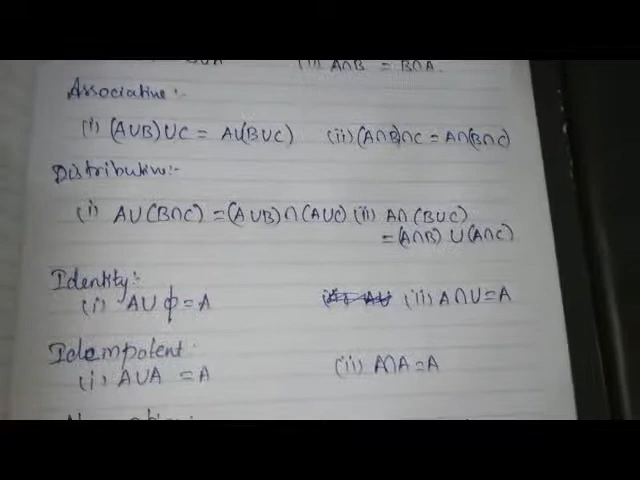 (ii) A∩B = B∩A.
Associative:-
(i) (A∪B)∪C = A∪(B∪C) (ii) (A∩B)∩C = A∩(B∩C)
Distributive:-
(i) A∪(B∩C) = (A∪B)∩(A∪C) (ii) A∩(B∪C)
= (A∩B) ∪ (A∩C)
Identity:-
(i) A∪ϕ = A (ii) A∩U = A
Idempotent
(i) A∪A = A (ii) A∩A = A